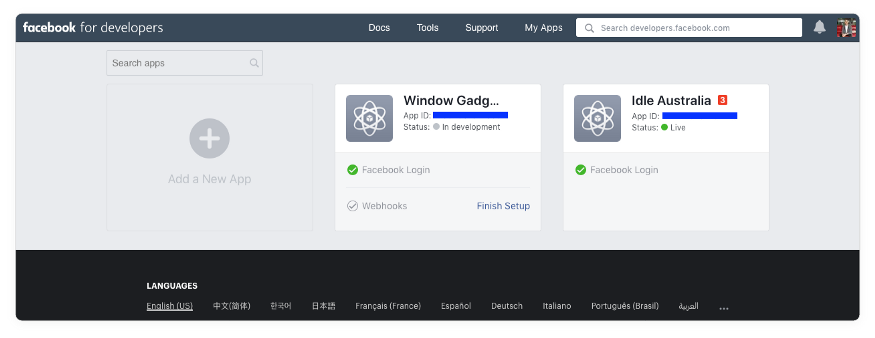 facebook for developers
Docs Tools Support My Apps Search developers.facebook.com
Search apps
Add a New App
Window Gadg...
App ID:
Status: In development
Facebook Login
Webhooks Finish Setup
Idle Australia 3
App ID:
Status: Live
Facebook Login
LANGUAGES
English (US) 中文(简体) 한국어 日本語 Français (France) Español Deutsch Italiano Português (Brasil) العربية ...